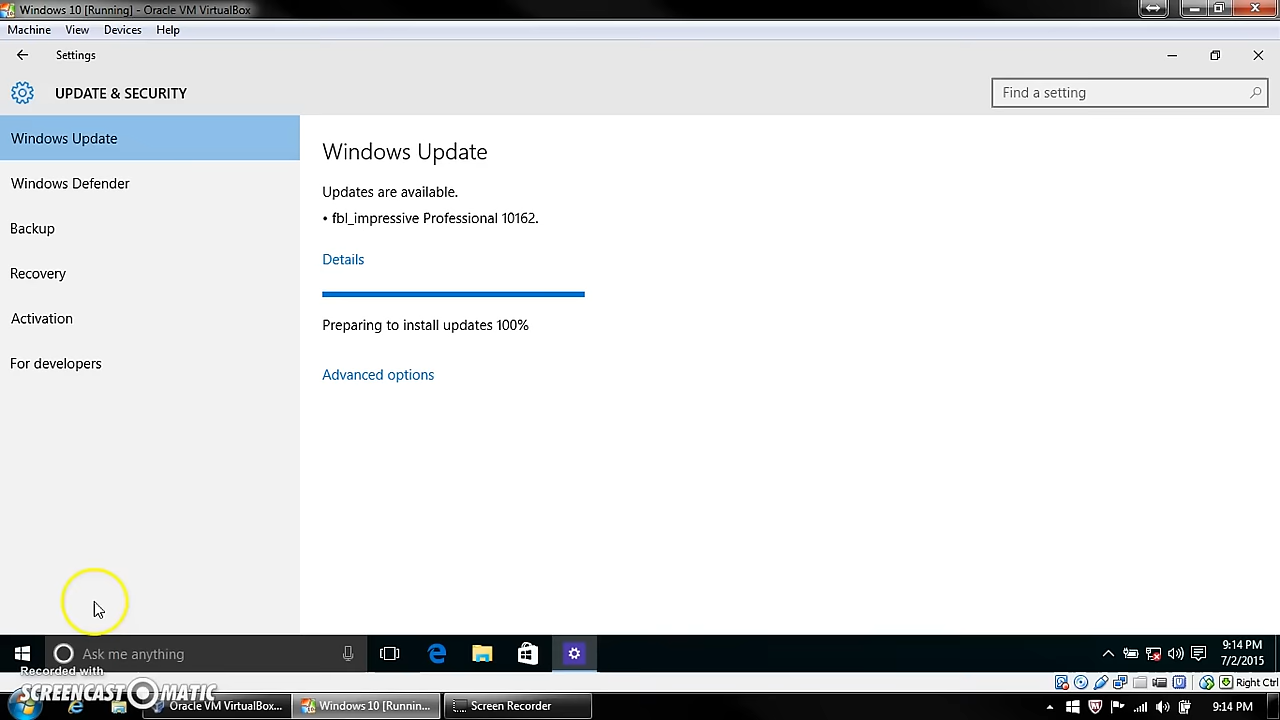 Windows 10 [Running] - Oracle VM VirtualBox
Machine View Devices Help
Settings
UPDATE & SECURITY
Find a setting
Windows Update
Windows Defender
Backup
Recovery
Activation
For developers
Windows Update
Updates are available.
• fbl_impressive Professional 10162.
Details
Preparing to install updates 100%
Advanced options
Ask me anything
9:14 PM
7/2/2015
Recorded with
SCREENCAST-O-MATIC
Right Ctrl
Oracle VM VirtualBox...
Windows 10 [Runnin...
Screen Recorder
9:14 PM